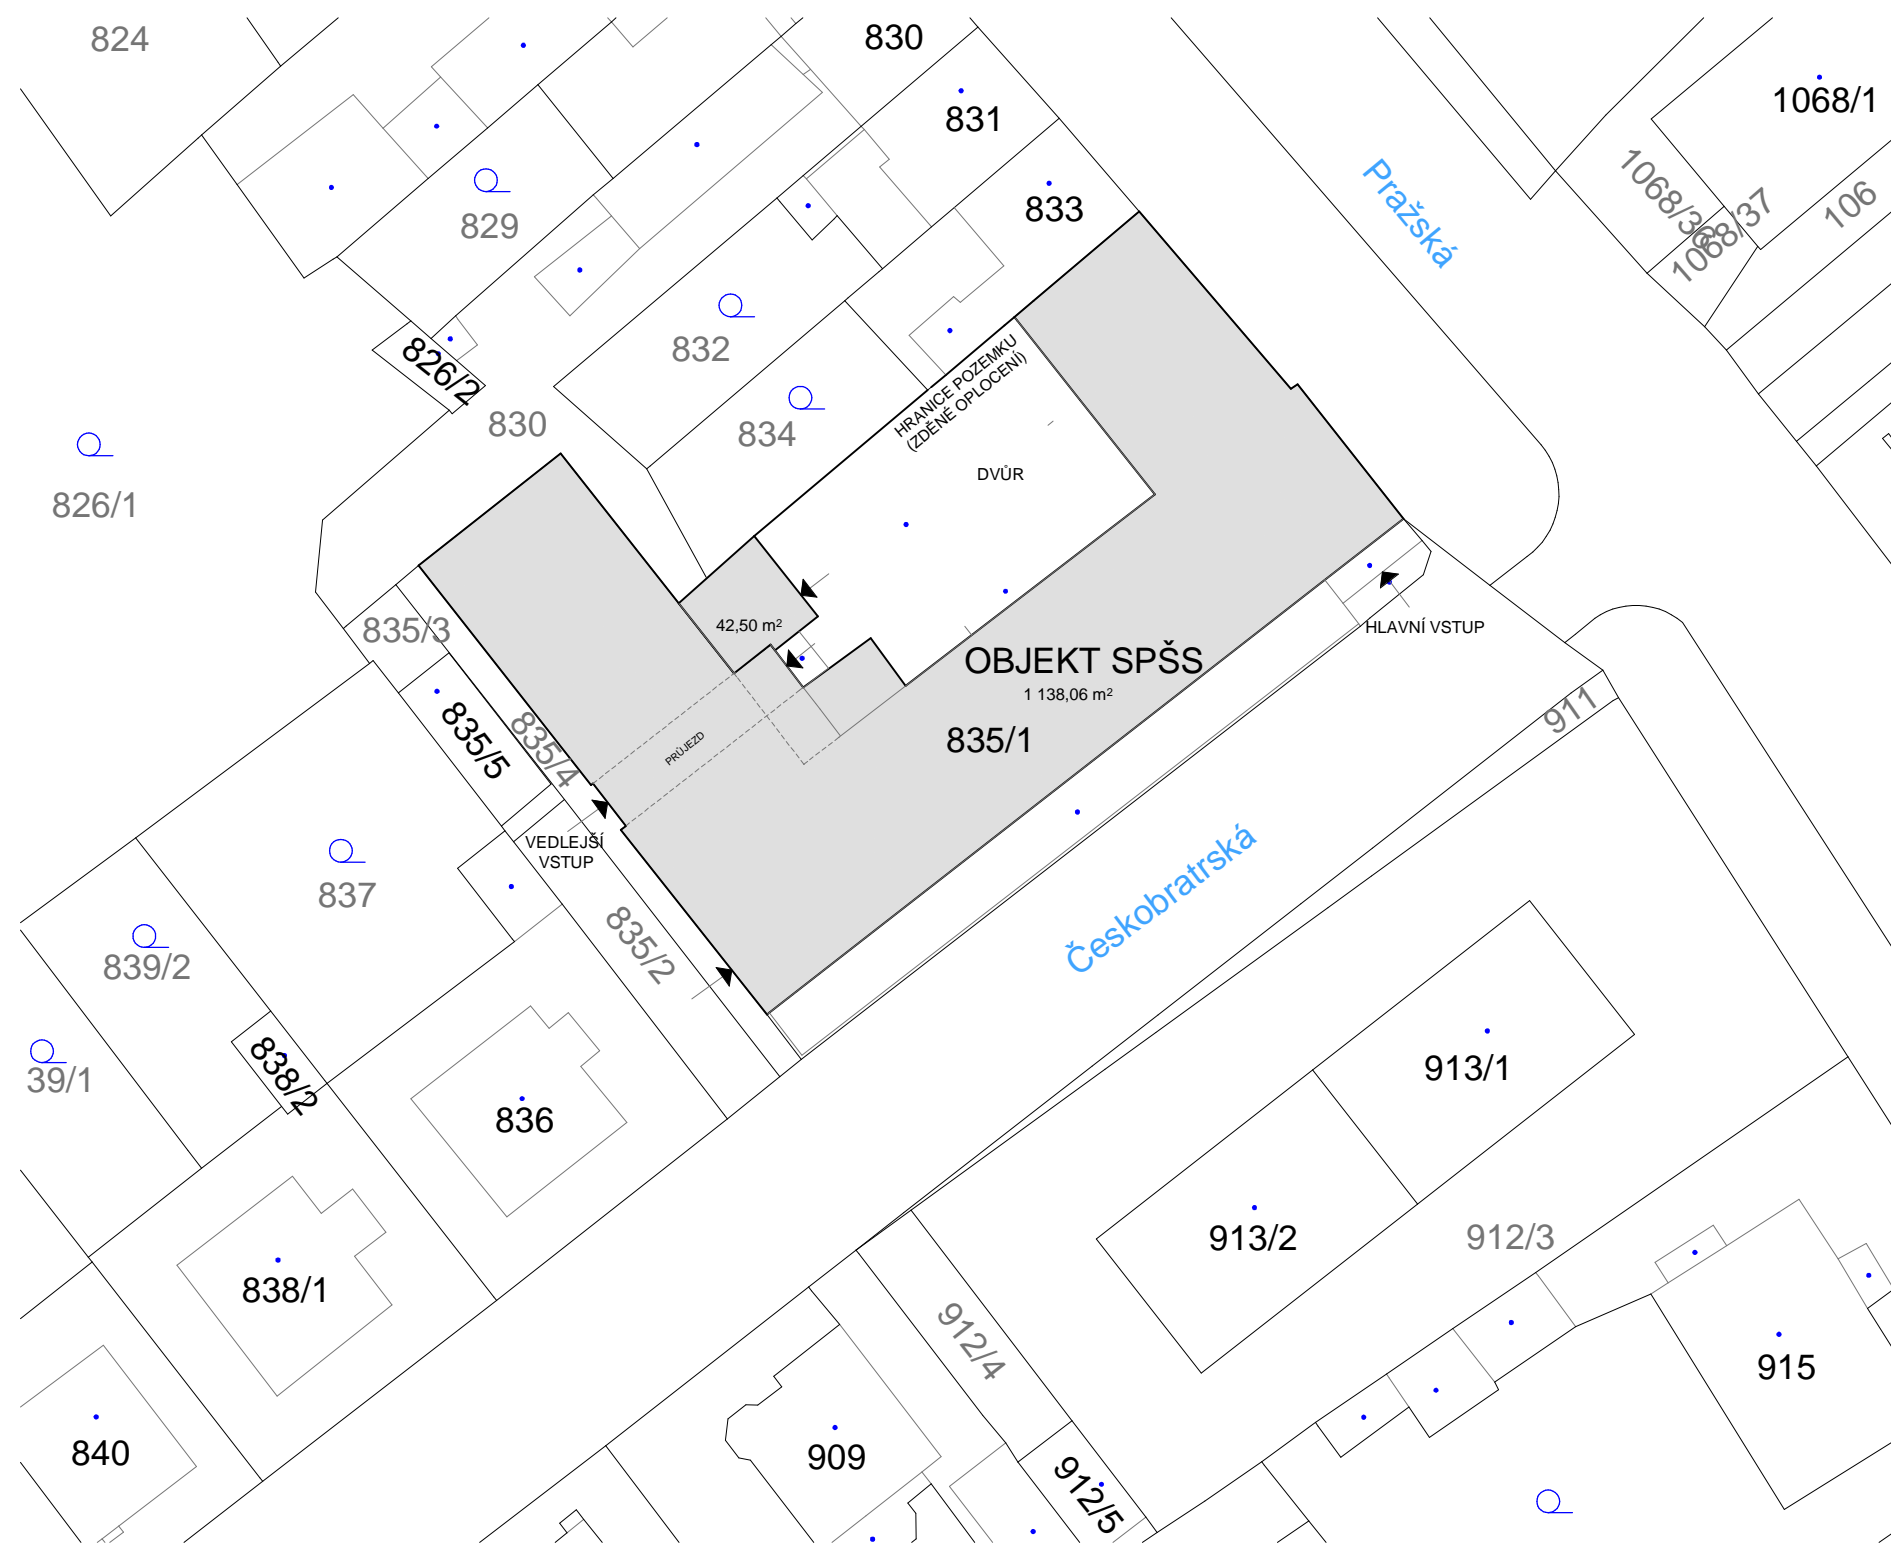 824
830
831
1068/1
833
Pražská
1068/36
1068/37
106
829
832
826/2
830
834
HRANICE POZEMKU
(ZDĚNÉ OPLOCENÍ)
DVŮR
826/1
835/3
42,50 m²
HLAVNÍ VSTUP
OBJEKT SPŠS
1 138,06 m²
835/1
911
835/5
835/4
PRŮJEZD
VEDLEJŠÍ
VSTUP
837
Českobratrská
839/2
835/2
39/1
838/2
836
913/1
913/2
912/3
838/1
912/4
915
840
909
912/5